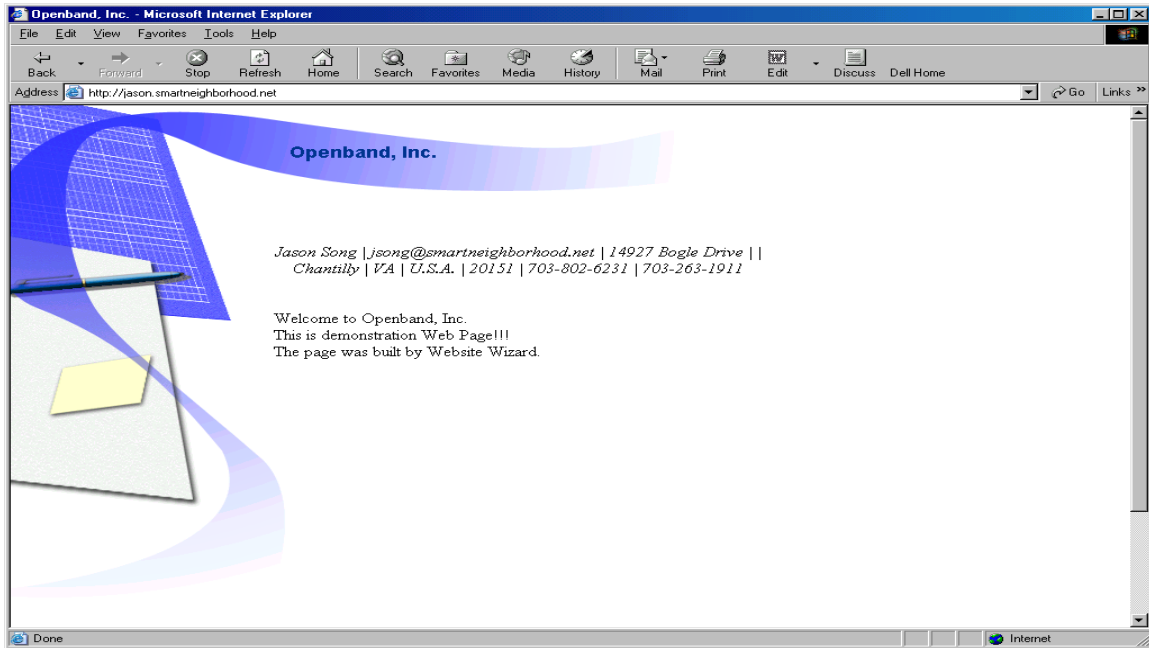 Openband, Inc. - Microsoft Internet Explorer
File Edit View Favorites Tools Help
Back Forward Stop Refresh Home Search Favorites Media History Mail Print Edit Discuss Dell Home
Address http://jason.smartneighborhood.net Go Links »
Openband, Inc.
Jason Song | jsong@smartneighborhood.net | 14927 Bogle Drive | |
Chantilly | VA | U.S.A. | 20151 | 703-802-6231 | 703-263-1911
Welcome to Openband, Inc.
This is demonstration Web Page!!!
The page was built by Website Wizard.
Done Internet